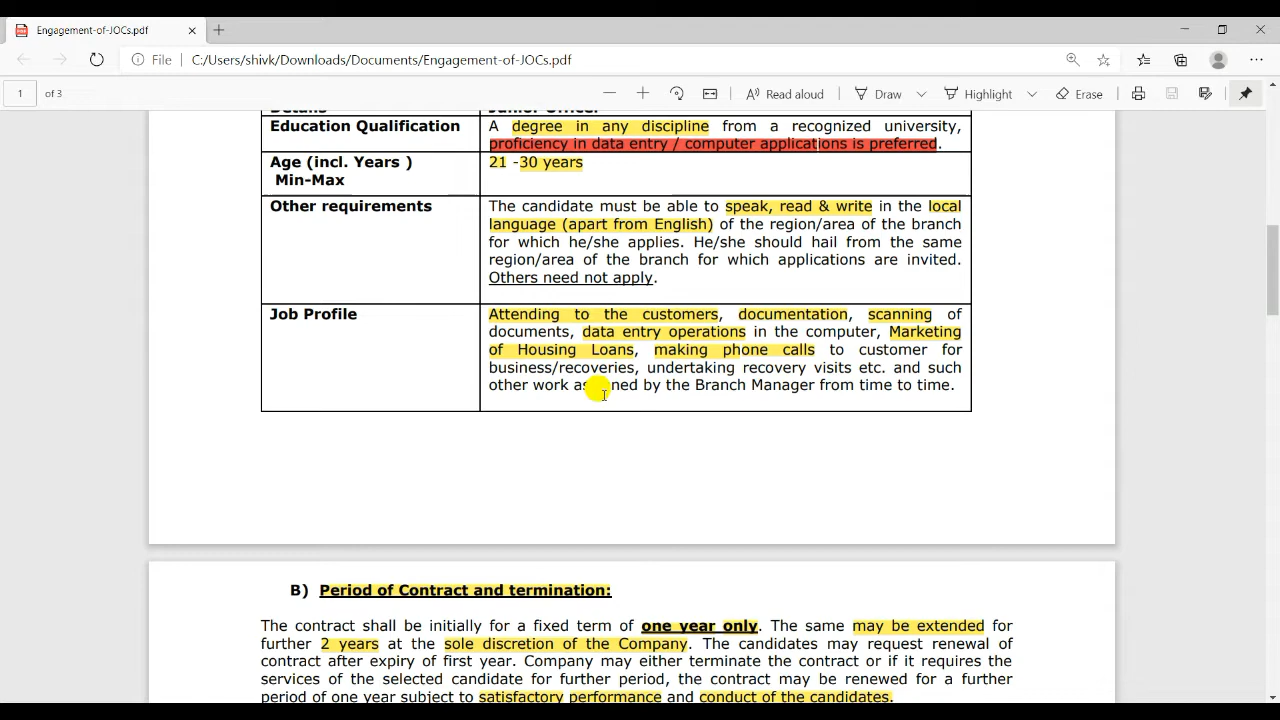 Engagement-of-JOCs.pdf
File
C:/Users/shivk/Downloads/Documents/Engagement-of-JOCs.pdf
1 of 3
Read aloud
Draw
Highlight
Erase
Details Junior Officer
Education Qualification
A degree in any discipline from a recognized university,
proficiency in data entry / computer applications is preferred.
Age (incl. Years )
Min-Max
21 -30 years
Other requirements
The candidate must be able to speak, read & write in the local
language (apart from English) of the region/area of the branch
for which he/she applies. He/she should hail from the same
region/area of the branch for which applications are invited.
Others need not apply.
Job Profile
Attending to the customers, documentation, scanning of
documents, data entry operations in the computer, Marketing
of Housing Loans, making phone calls to customer for
business/recoveries, undertaking recovery visits etc. and such
other work assigned by the Branch Manager from time to time.
B) Period of Contract and termination:
The contract shall be initially for a fixed term of one year only. The same may be extended for
further 2 years at the sole discretion of the Company. The candidates may request renewal of
contract after expiry of first year. Company may either terminate the contract or if it requires the
services of the selected candidate for further period, the contract may be renewed for a further
period of one year subject to satisfactory performance and conduct of the candidates.